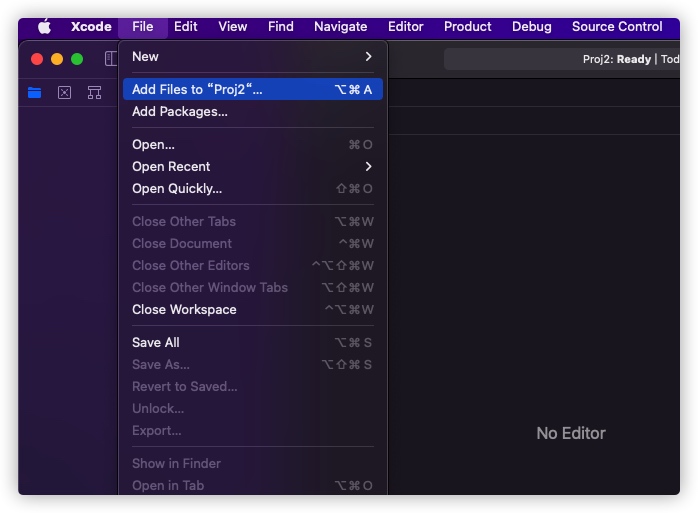 Xcode File Edit View Find Navigate Editor Product Debug Source Control
Proj2: Ready | Tod
New
Add Files to “Proj2“... ⌥⌘A
Add Packages...
Open... ⌘O
Open Recent
Open Quickly... ⇧⌘O
Close Other Tabs ⌥⌘W
Close Document ^⌘W
Close Other Editors ^⌥⇧⌘W
Close Other Window Tabs ⌥⇧⌘W
Close Workspace ^⌥⌘W
Save All ⌥⌘S
Save As... ⌥⇧⌘S
Revert to Saved...
Unlock...
Export...
No Editor
Show in Finder
Open in Tab ⌥⌘O